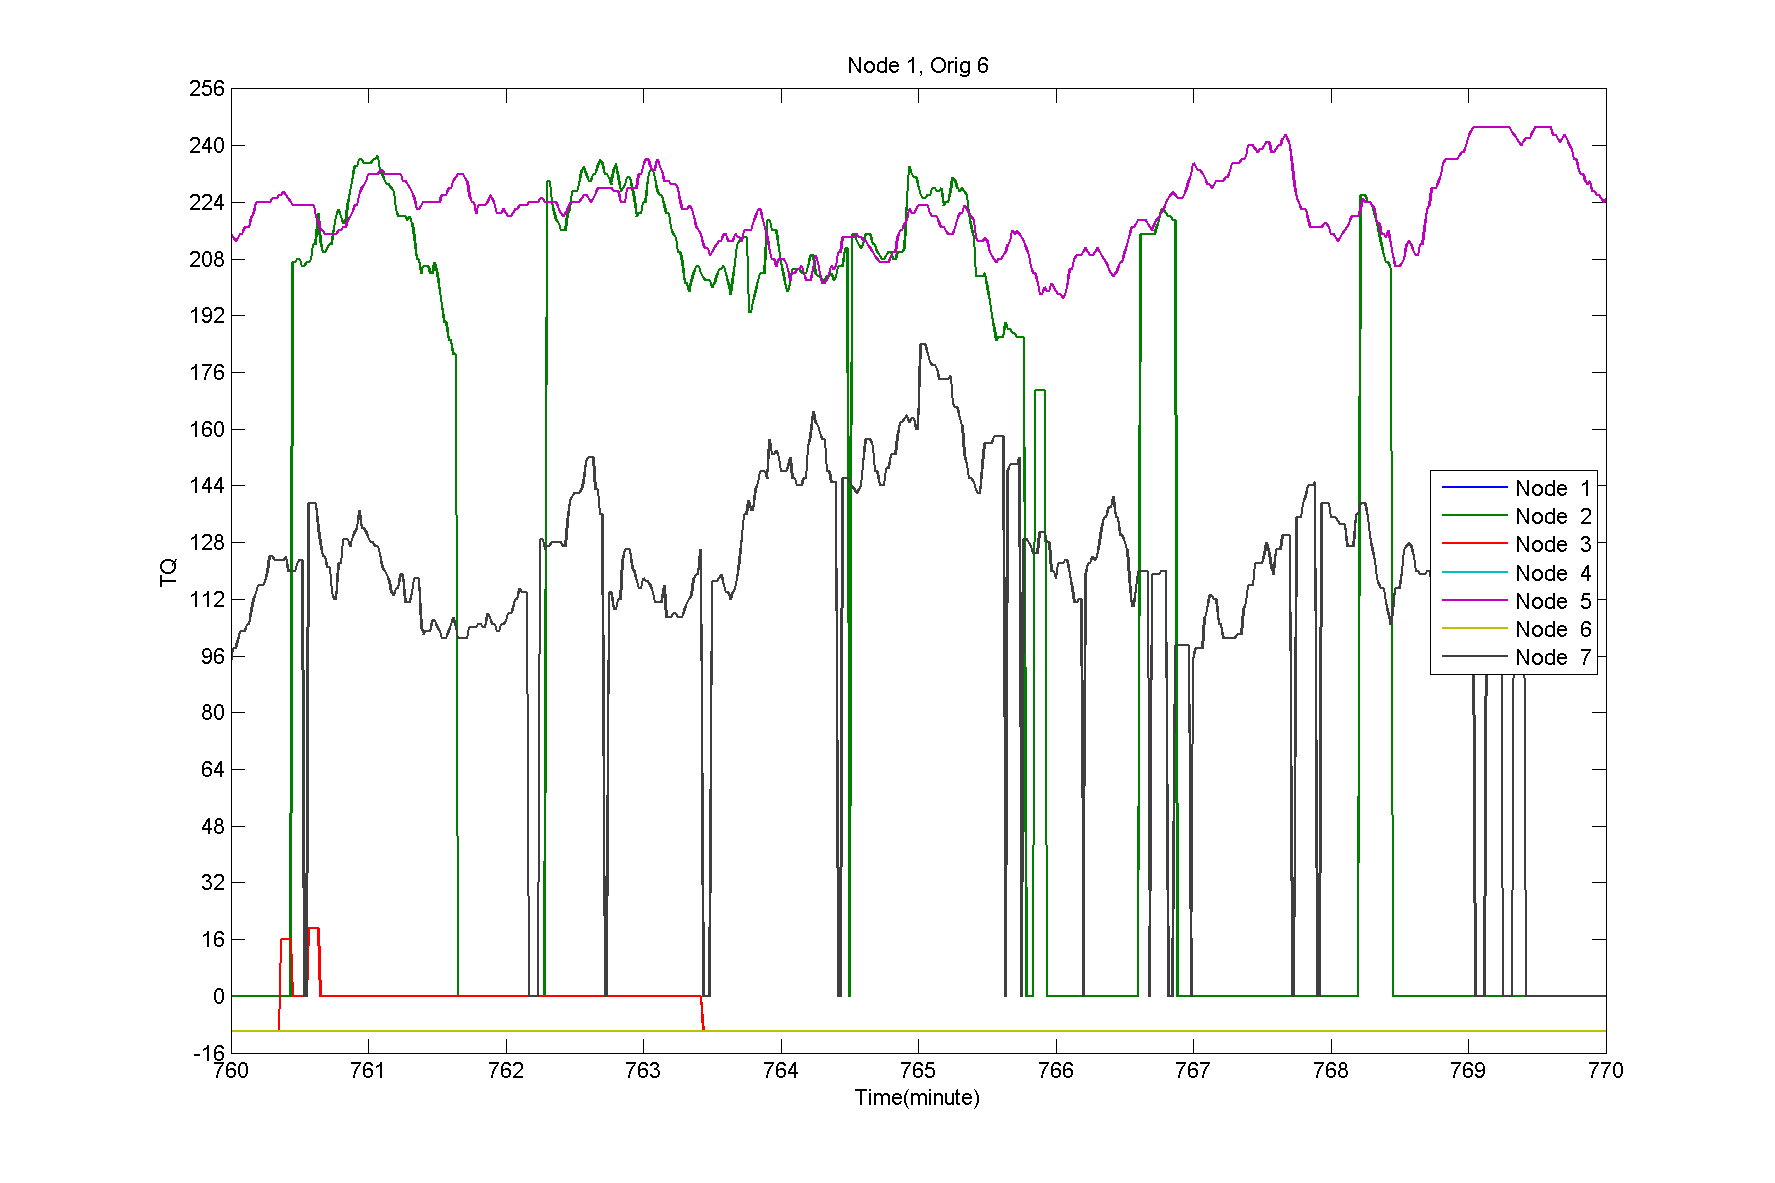 Node 1, Orig 6
256
240
224
208
192
176
160
144
128
112
96
80
64
48
32
16
0
-16
TQ
760 761 762 763 764 765 766 767 768 769 770
Time(minute)
Node 1
Node 2
Node 3
Node 4
Node 5
Node 6
Node 7